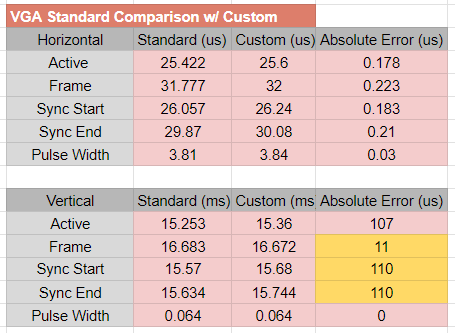 VGA Standard Comparison w/ Custom
Horizontal Standard (us) Custom (us) Absolute Error (us)
Active 25.422 25.6 0.178
Frame 31.777 32 0.223
Sync Start 26.057 26.24 0.183
Sync End 29.87 30.08 0.21
Pulse Width 3.81 3.84 0.03
Vertical Standard (ms) Custom (ms Absolute Error (us)
Active 15.253 15.36 107
Frame 16.683 16.672 11
Sync Start 15.57 15.68 110
Sync End 15.634 15.744 110
Pulse Width 0.064 0.064 0